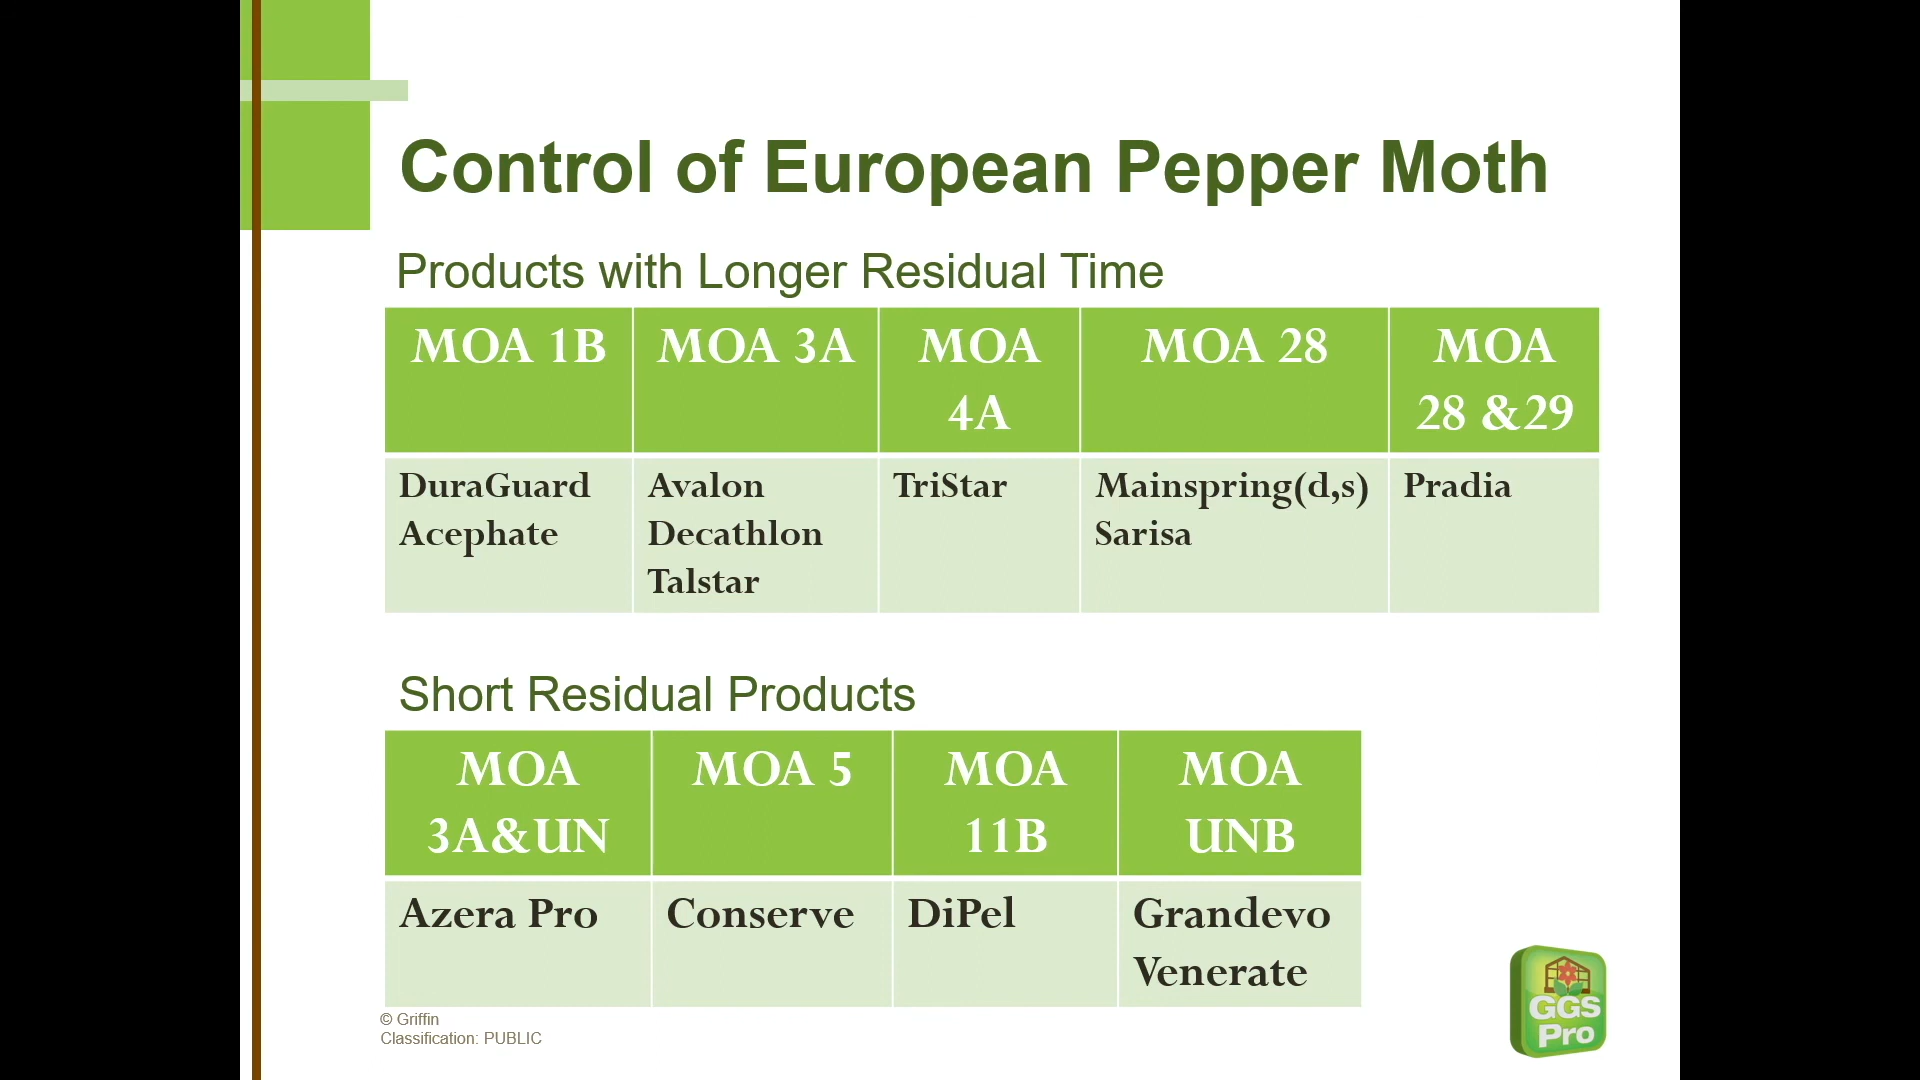 Control of European Pepper Moth
Products with Longer Residual Time
MOA 1B
MOA 3A
MOA
4A
MOA 28
MOA
28 &29
DuraGuard
Acephate
Avalon
Decathlon
Talstar
TriStar
Mainspring(d,s)
Sarisa
Pradia
Short Residual Products
MOA
3A&UN
MOA 5
MOA
11B
MOA
UNB
Azera Pro
Conserve
DiPel
Grandevo
Venerate
© Griffin
Classification: PUBLIC
GGS
Pro